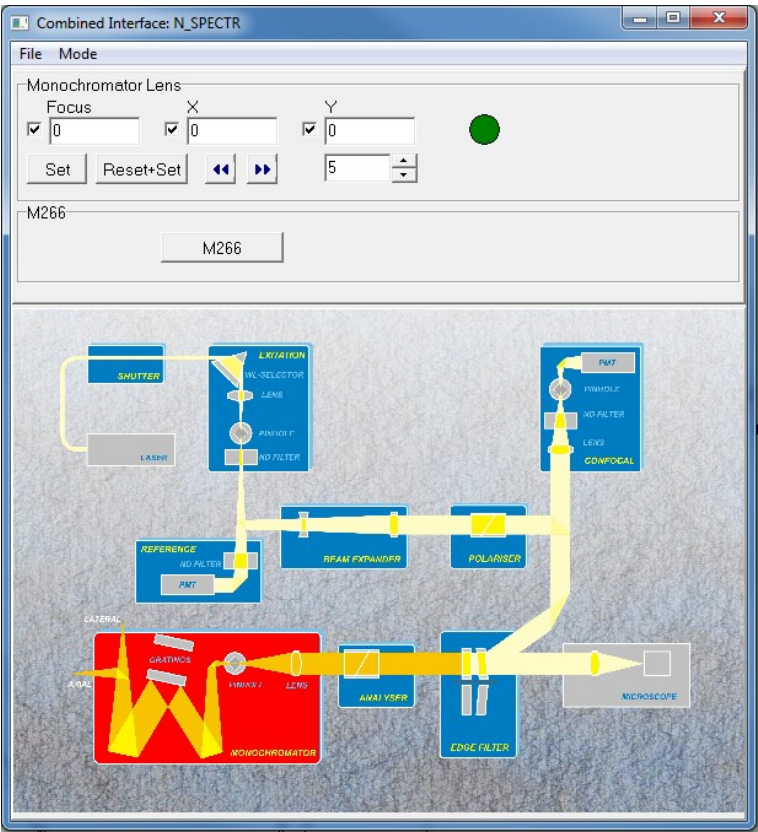 Combined Interface: N_SPECTR
File Mode
Monochromator Lens
Focus X Y
0 0 0
Set Reset+Set 5
M266
M266
EXITATION
SHUTTER
WL-SELECTOR
LENS
PINHOLE
ND FILTER
LASER
PMT
PINHOLE
ND FILTER
LENS
CONFOCAL
REFERENCE
ND FILTER
PMT
BEAM EXPANDER
POLARISER
LATERAL
GRATINGS
AXIAL
LENS
MONOCHROMATOR
ANALYSER
EDGE FILTER
MICROSCOPE